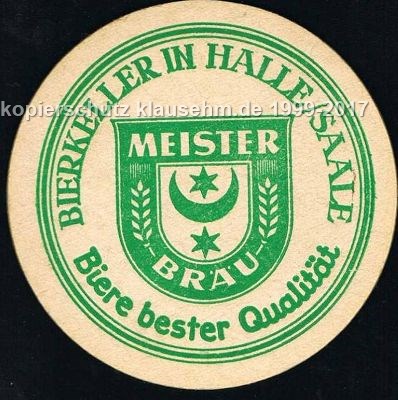 BIERKELLER IN HALLE/SAALE
kopierschutz klausehm.de 1999-2017
MEISTER
BRÄU
Biere bester Qualität